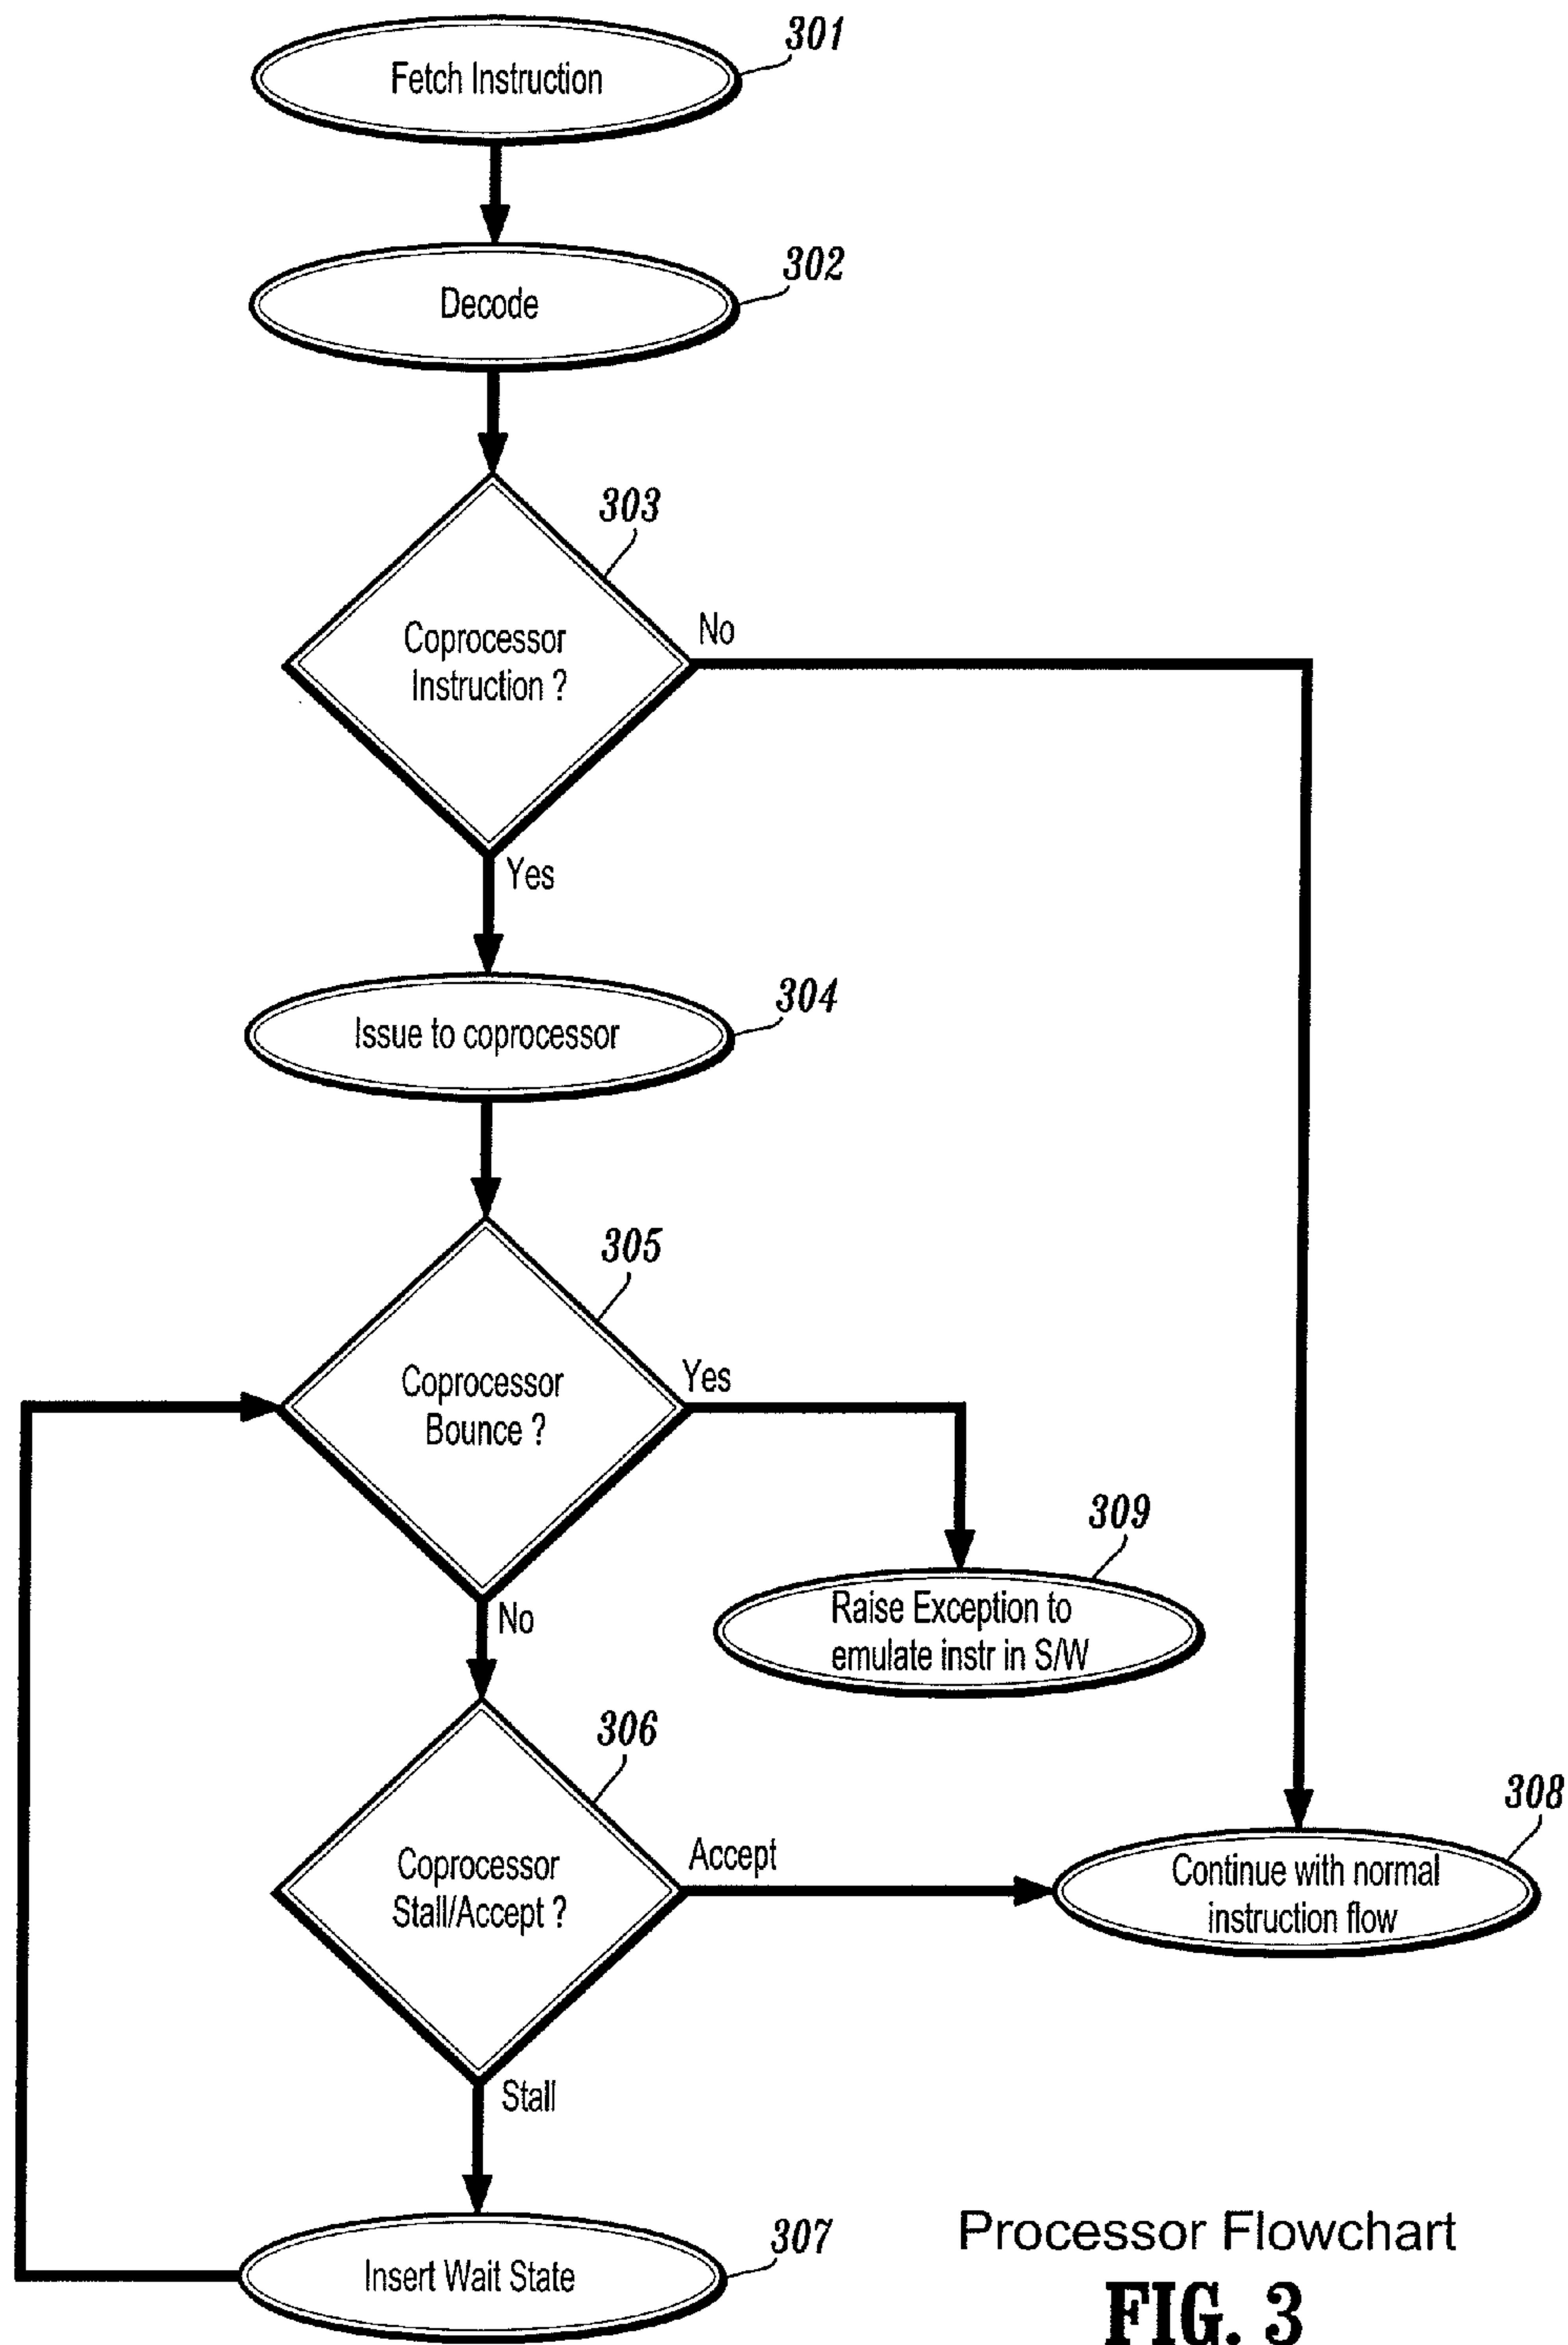 301
Fetch Instruction
302
Decode
303
Coprocessor
Instruction ?
No
Yes
304
Issue to coprocessor
305
Coprocessor
Bounce ?
Yes
No
309
Raise Exception to
emulate instr in S/W
306
Coprocessor
Stall/Accept ?
Accept
308
Continue with normal
instruction flow
Stall
307
Insert Wait State
Processor Flowchart
FIG. 3